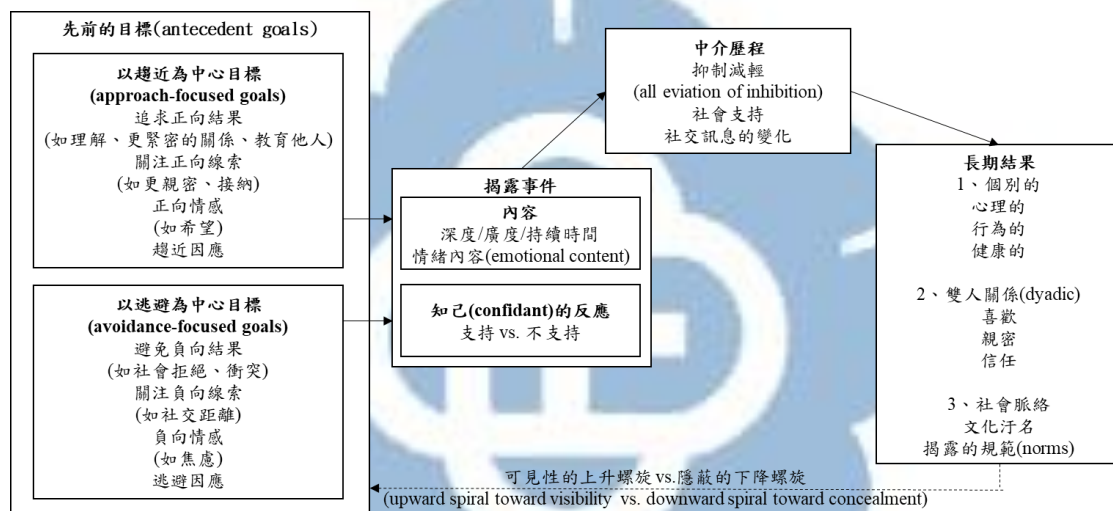 先前的目標(antecedent goals)
以趨近為中心目標
(approach-focused goals)
追求正向結果
(如理解、更緊密的關係、教育他人)
關注正向線索
(如更親密、接納)
正向情感
(如希望)
趨近因應
以逃避為中心目標
(avoidance-focused goals)
避免負向結果
(如社會拒絕、衝突)
關注負向線索
(如社交距離)
負向情感
(如焦慮)
逃避因應
揭露事件
內容
深度/廣度/持續時間
情緒內容(emotional content)
知己(confidant)的反應
支持 vs. 不支持
中介歷程
抑制減輕
(all eviation of inhibition)
社會支持
社交訊息的變化
長期結果
1、個別的
心理的
行為的
健康的
2、雙人關係(dyadic)
喜歡
親密
信任
3、社會脈絡
文化汙名
揭露的規範(norms)
可見性的上升螺旋 vs.隱蔽的下降螺旋
(upward spiral toward visibility vs. downward spiral toward concealment)